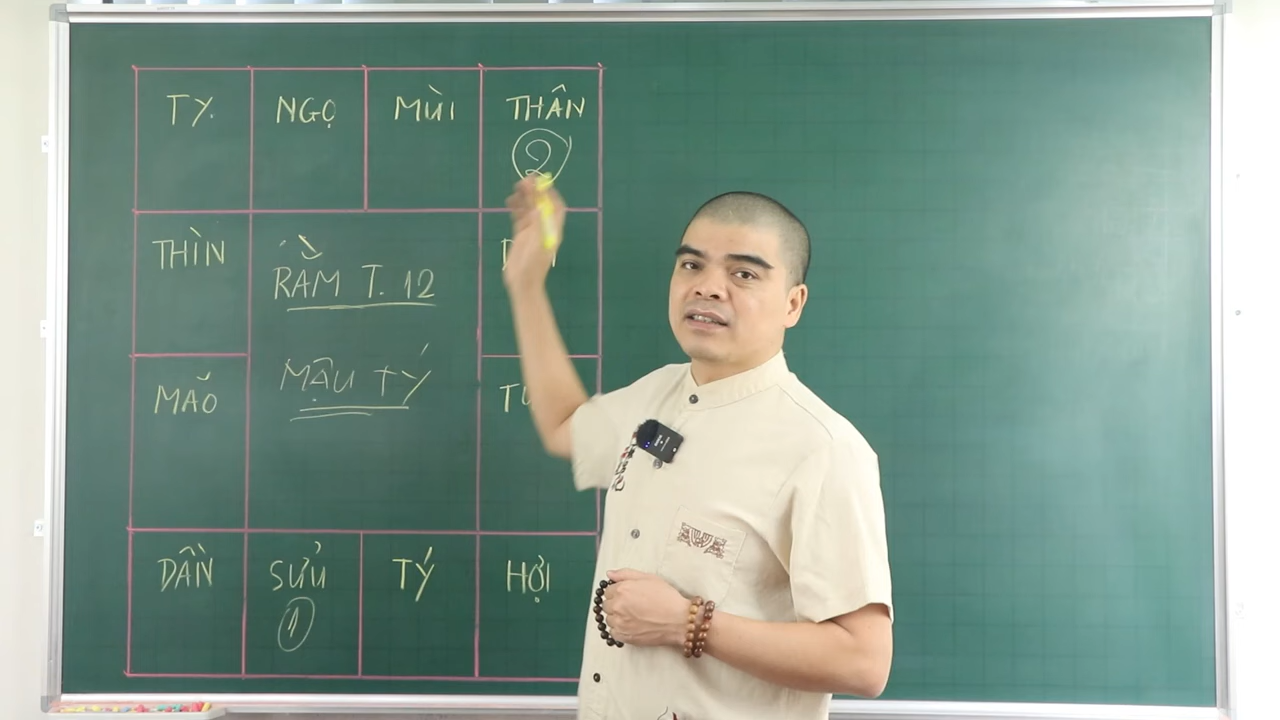 TỴ.
NGỌ
MÙI
THÂN
②
THÌN
RẰM T. 12
MẬU TÝ
MÃO
DẦN
SỬU
①
TÝ
HỢI